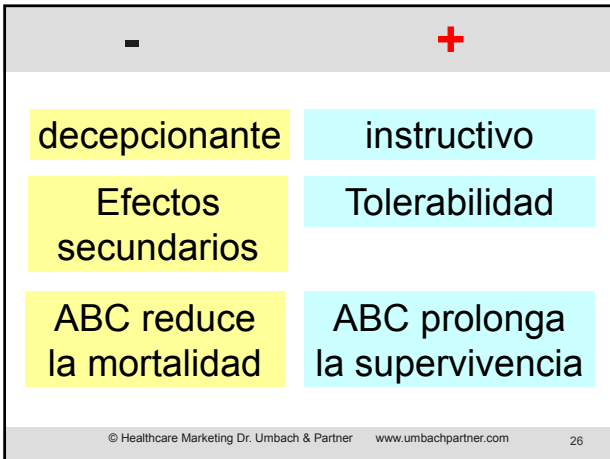 - +
decepcionante instructivo
Efectos
secundarios
Tolerabilidad
ABC reduce
la mortalidad
ABC prolonga
la supervivencia
© Healthcare Marketing Dr. Umbach & Partner www.umbachpartner.com 26